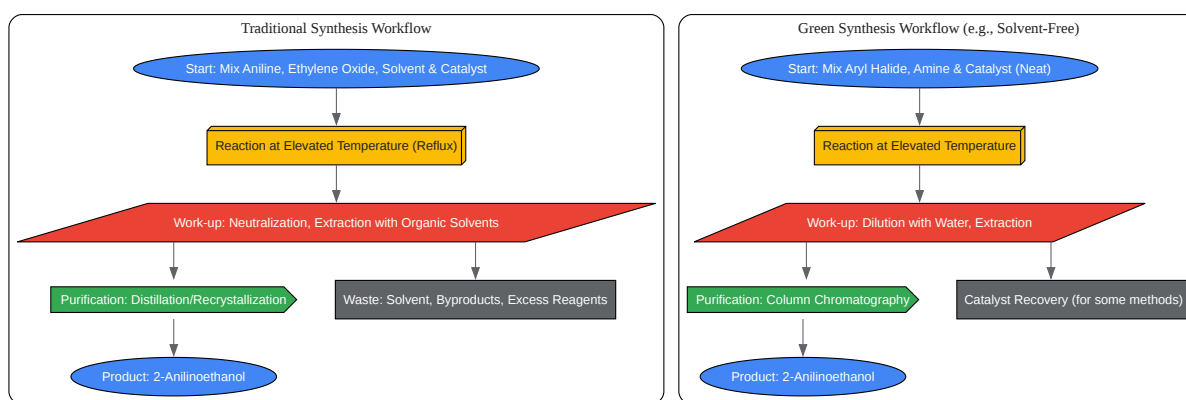 Traditional Synthesis Workflow
Start: Mix Aniline, Ethylene Oxide, Solvent & Catalyst
Reaction at Elevated Temperature (Reflux)
Work-up: Neutralization, Extraction with Organic Solvents
Purification: Distillation/Recrystallization
Waste: Solvent, Byproducts, Excess Reagents
Product: 2-Anilinoethanol
Green Synthesis Workflow (e.g., Solvent-Free)
Start: Mix Aryl Halide, Amine & Catalyst (Neat)
Reaction at Elevated Temperature
Work-up: Dilution with Water, Extraction
Purification: Column Chromatography
Catalyst Recovery (for some methods)
Product: 2-Anilinoethanol